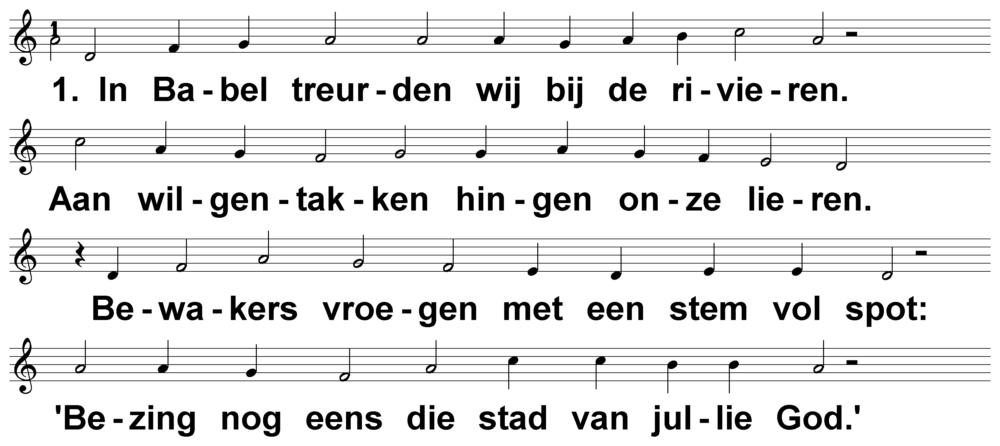 1
1. In Ba - bel treur - den wij bij de ri - vie - ren.
Aan wil - gen - tak - ken hin - gen on - ze lie - ren.
Be - wa - kers vroe - gen met een stem vol spot:
'Be - zing nog eens die stad van jul - lie God.'